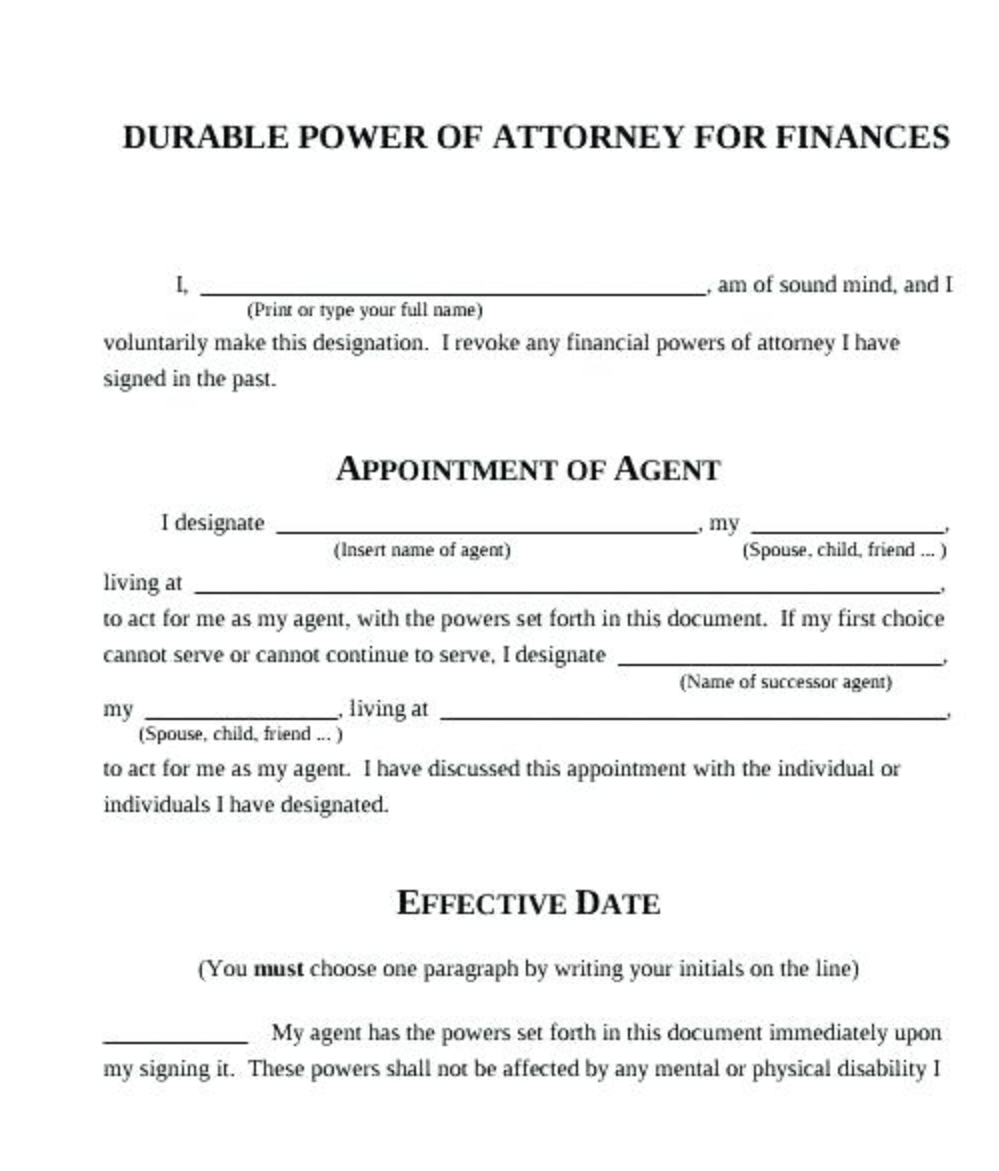 DURABLE POWER OF ATTORNEY FOR FINANCES
I, ____________________, am of sound mind, and I
(Print or type your full name)
voluntarily make this designation. I revoke any financial powers of attorney I have
signed in the past.
APPOINTMENT OF AGENT
I designate ____________________, my __________,
(Insert name of agent) (Spouse, child, friend ... )
living at ____________________,
to act for me as my agent, with the powers set forth in this document. If my first choice
cannot serve or cannot continue to serve, I designate ____________________,
(Name of successor agent)
my __________, living at ____________________,
(Spouse, child, friend ... )
to act for me as my agent. I have discussed this appointment with the individual or
individuals I have designated.
EFFECTIVE DATE
(You must choose one paragraph by writing your initials on the line)
__________ My agent has the powers set forth in this document immediately upon
my signing it. These powers shall not be affected by any mental or physical disability I